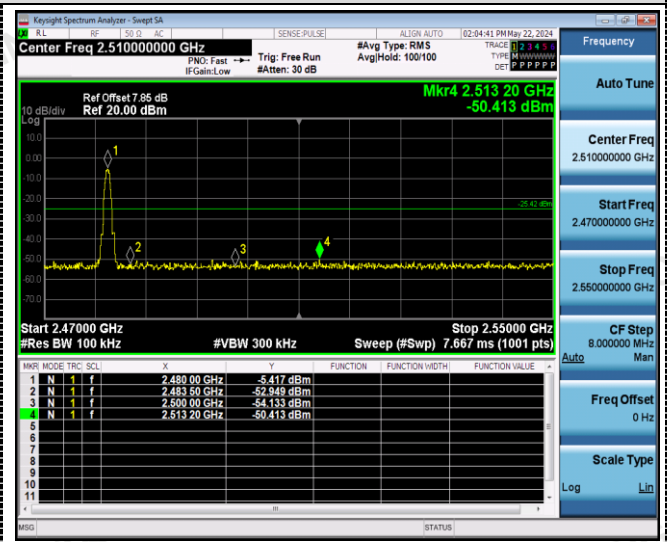 Keysight Spectrum Analyzer - Swept SA
RL RF 50 Ω AC SENSE:PULSE ALIGN AUTO 02:04:41 PM May 22, 2024
Center Freq 2.510000000 GHz
PNO: Fast
IFGain:Low
Trig: Free Run
#Atten: 30 dB
#Avg Type: RMS
Avg|Hold: 100/100
TRACE 1 2 3 4 5 6
TYPE M WWWWW
DET P P P P P P
Ref Offset 7.85 dB
Ref 20.00 dBm
10 dB/div
Log
Mkr4 2.513 20 GHz
-50.413 dBm
10.0
0.00
-10.0
-20.0
-30.0
-40.0
-50.0
-60.0
-70.0
1
2
3
4
-25.42 dBm
Start 2.47000 GHz
Stop 2.55000 GHz
#Res BW 100 kHz
#VBW 300 kHz
Sweep (#Swp) 7.667 ms (1001 pts)
MKR MODE TRC SCL X Y FUNCTION FUNCTION WIDTH FUNCTION VALUE
1 N 1 f 2.480 00 GHz -5.417 dBm
2 N 1 f 2.483 50 GHz -52.949 dBm
3 N 1 f 2.500 00 GHz -54.133 dBm
4 N 1 f 2.513 20 GHz -50.413 dBm
5
6
7
8
9
10
11
MSG
STATUS
Frequency
Auto Tune
Center Freq
2.510000000 GHz
Start Freq
2.470000000 GHz
Stop Freq
2.550000000 GHz
CF Step
8.000000 MHz
Auto Man
Freq Offset
0 Hz
Scale Type
Log Lin